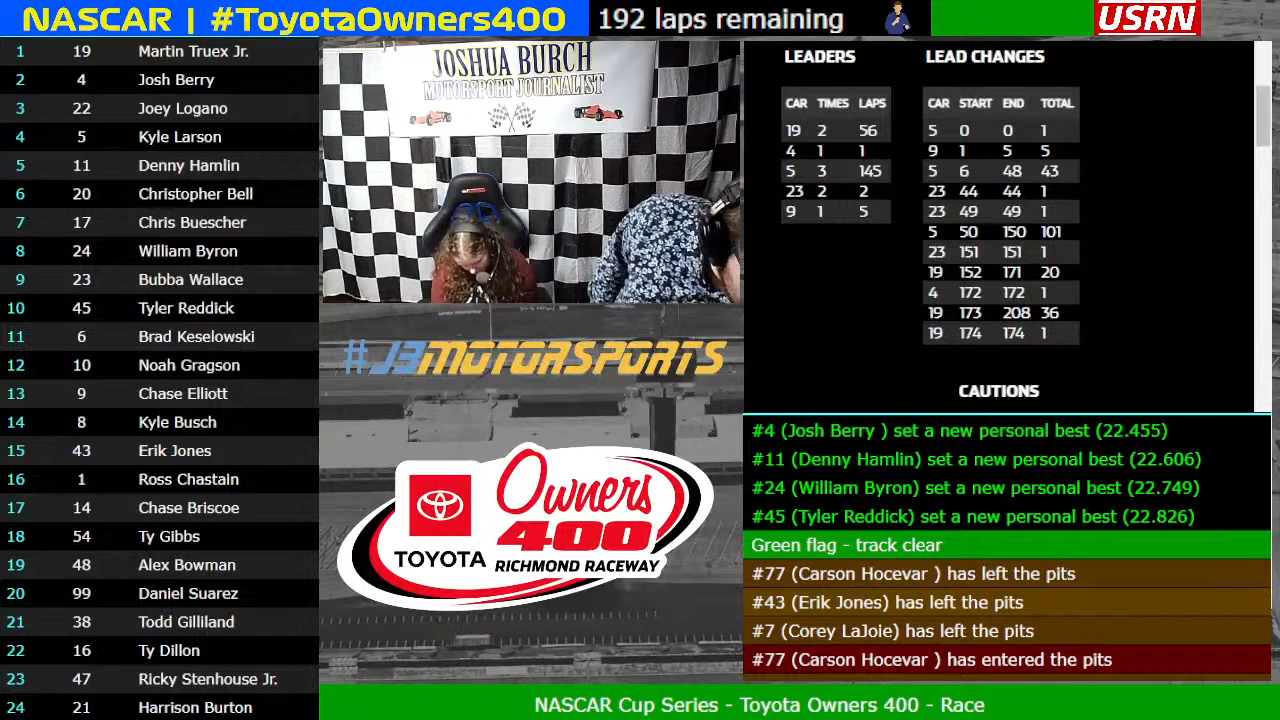 NASCAR | #ToyotaOwners400
192 laps remaining
USRN
1 19 Martin Truex Jr.
2 4 Josh Berry
3 22 Joey Logano
4 5 Kyle Larson
5 11 Denny Hamlin
6 20 Christopher Bell
7 17 Chris Buescher
8 24 William Byron
9 23 Bubba Wallace
10 45 Tyler Reddick
11 6 Brad Keselowski
12 10 Noah Gragson
13 9 Chase Elliott
14 8 Kyle Busch
15 43 Erik Jones
16 1 Ross Chastain
17 14 Chase Briscoe
18 54 Ty Gibbs
19 48 Alex Bowman
20 99 Daniel Suarez
21 38 Todd Gilliland
22 16 Ty Dillon
23 47 Ricky Stenhouse Jr.
24 21 Harrison Burton
JOSHUA BURCH
MOTORSPORT JOURNALIST
#JBMOTORSPORTS
Owners
400
TOYOTA
RICHMOND RACEWAY
LEADERS
CAR TIMES LAPS
19 2 56
4 1 1
5 3 145
23 2 2
9 1 5
LEAD CHANGES
CAR START END TOTAL
5 0 0 1
9 1 5 5
5 6 48 43
23 44 44 1
23 49 49 1
5 50 150 101
23 151 151 1
19 152 171 20
4 172 172 1
19 173 208 36
19 174 174 1
CAUTIONS
#4 (Josh Berry ) set a new personal best (22.455)
#11 (Denny Hamlin) set a new personal best (22.606)
#24 (William Byron) set a new personal best (22.749)
#45 (Tyler Reddick) set a new personal best (22.826)
Green flag - track clear
#77 (Carson Hocevar ) has left the pits
#43 (Erik Jones) has left the pits
#7 (Corey LaJoie) has left the pits
#77 (Carson Hocevar ) has entered the pits
NASCAR Cup Series - Toyota Owners 400 - Race